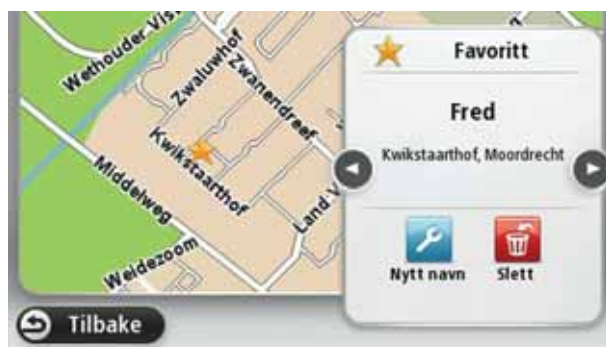 Wethouder Vis
Zwaluwhof
Zwanendreef
Kwikstaarthof
Middelweg
Land V
Weidezoom
Favoritt
Fred
Kwikstaarthof, Moordrecht
Nytt navn
Slett
Tilbake